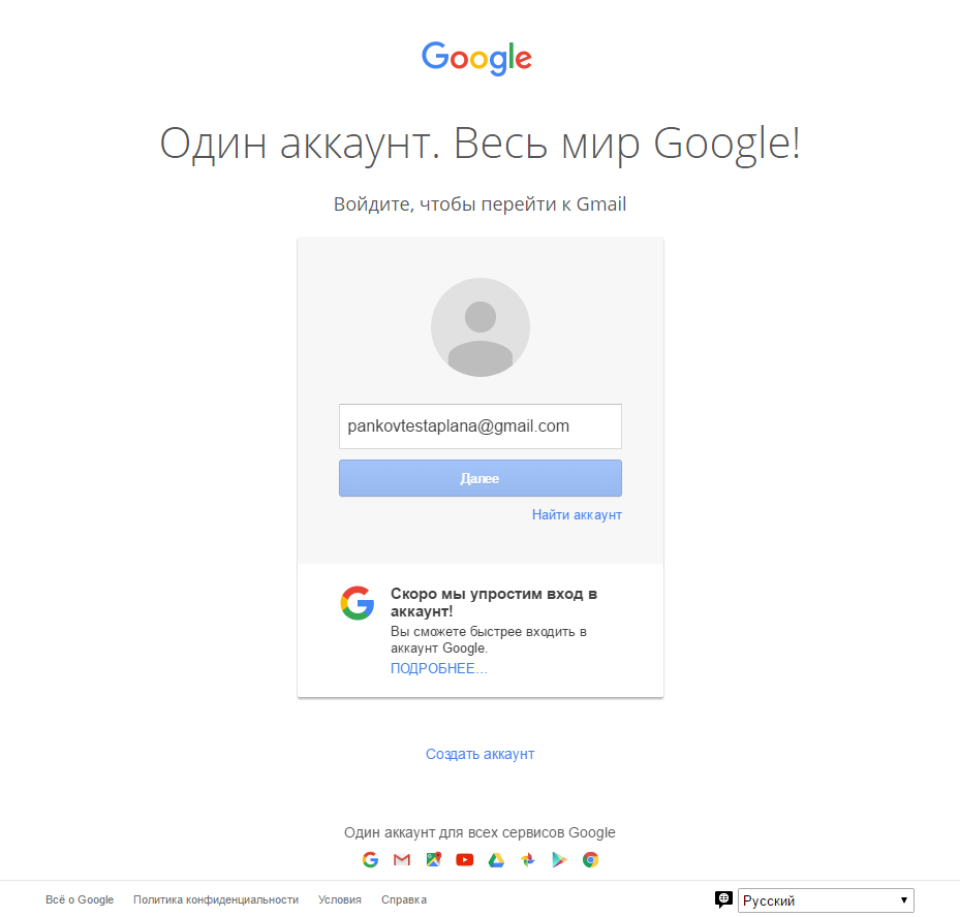 Google
Один аккаунт. Весь мир Google!
Войдите, чтобы перейти к Gmail
pankovtestaplana@gmail.com
Далее
Найти аккаунт
Скоро мы упростим вход в
аккаунт!
Вы сможете быстрее входить в
аккаунт Google.
ПОДРОБНЕЕ...
Создать аккаунт
Один аккаунт для всех сервисов Google
Всё о Google Политика конфиденциальности Условия Справка Русский